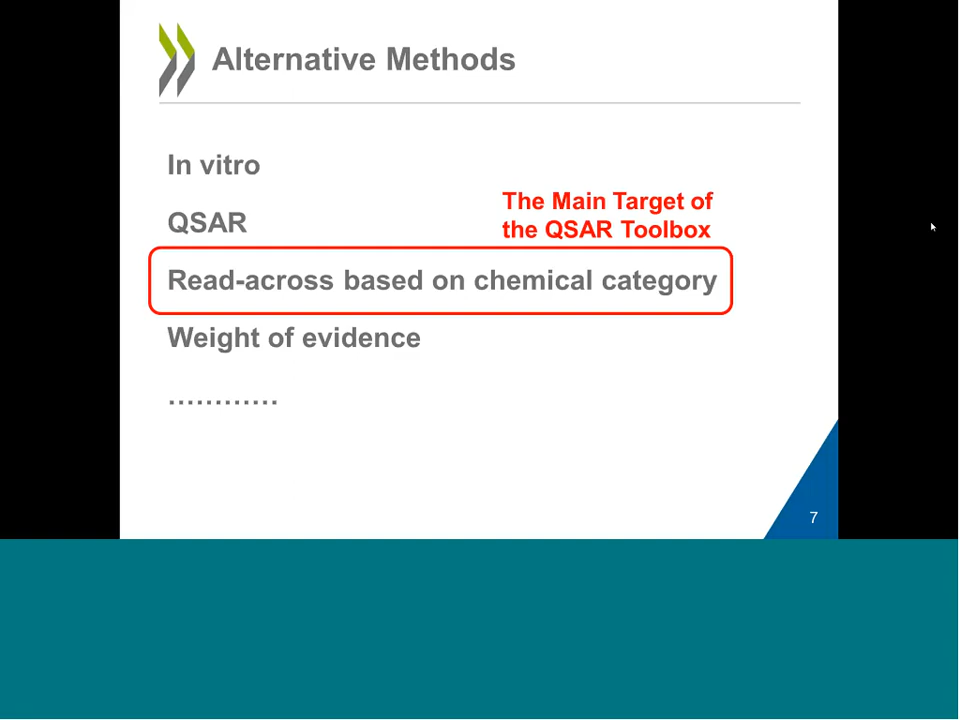 Alternative Methods
In vitro
The Main Target of
the QSAR Toolbox
QSAR
Read-across based on chemical category
Weight of evidence
…………
7